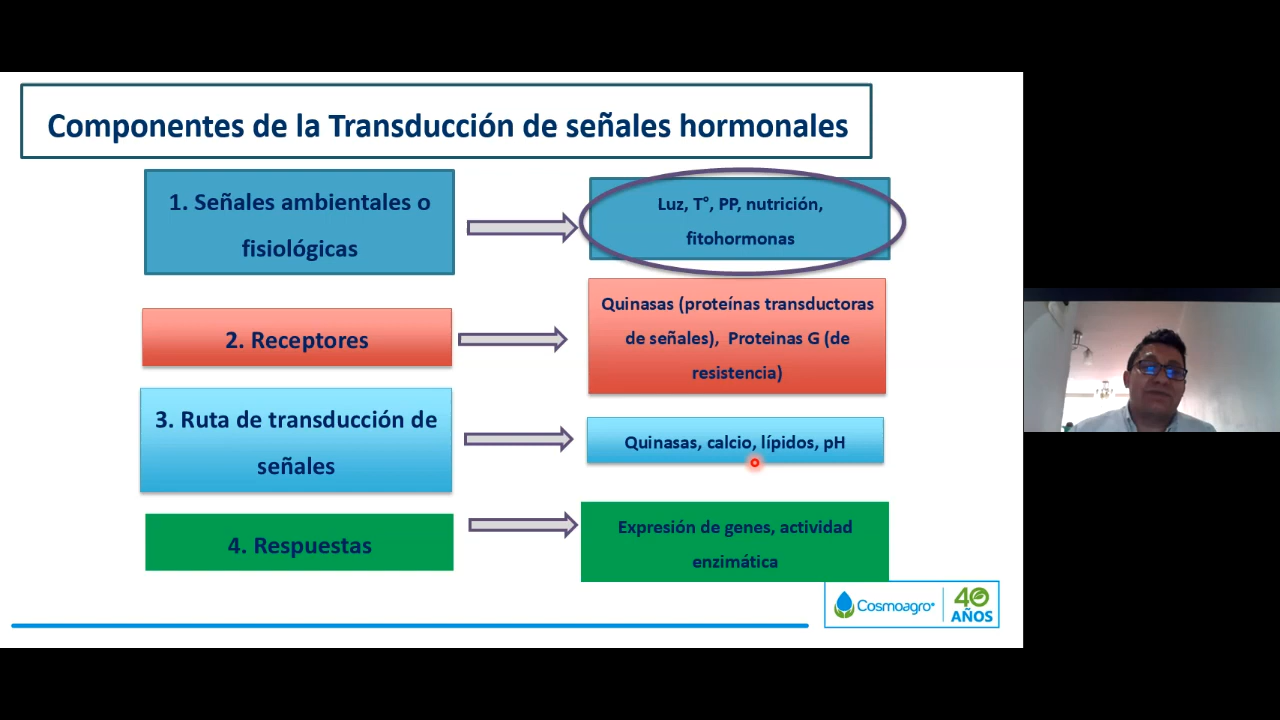 Componentes de la Transducción de señales hormonales
1. Señales ambientales o
fisiológicas
Luz, T°, PP, nutrición,
fitohormonas
2. Receptores
Quinasas (proteínas transductoras
de señales), Proteinas G (de
resistencia)
3. Ruta de transducción de
señales
Quinasas, calcio, lípidos, pH
4. Respuestas
Expresión de genes, actividad
enzimática
Cosmoagro
40
AÑOS